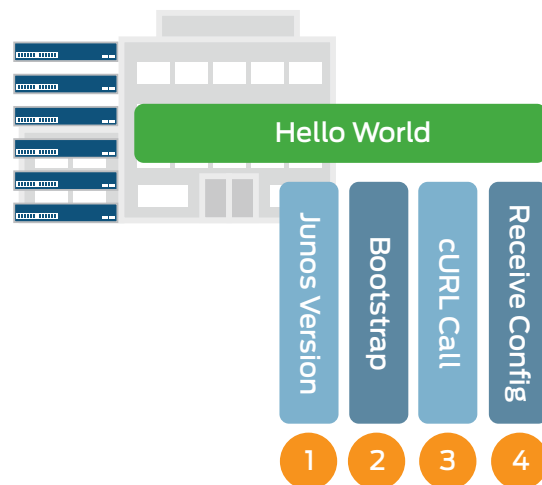 Hello World
Junos Version
Bootstrap
cURL Call
Receive Config
1
2
3
4